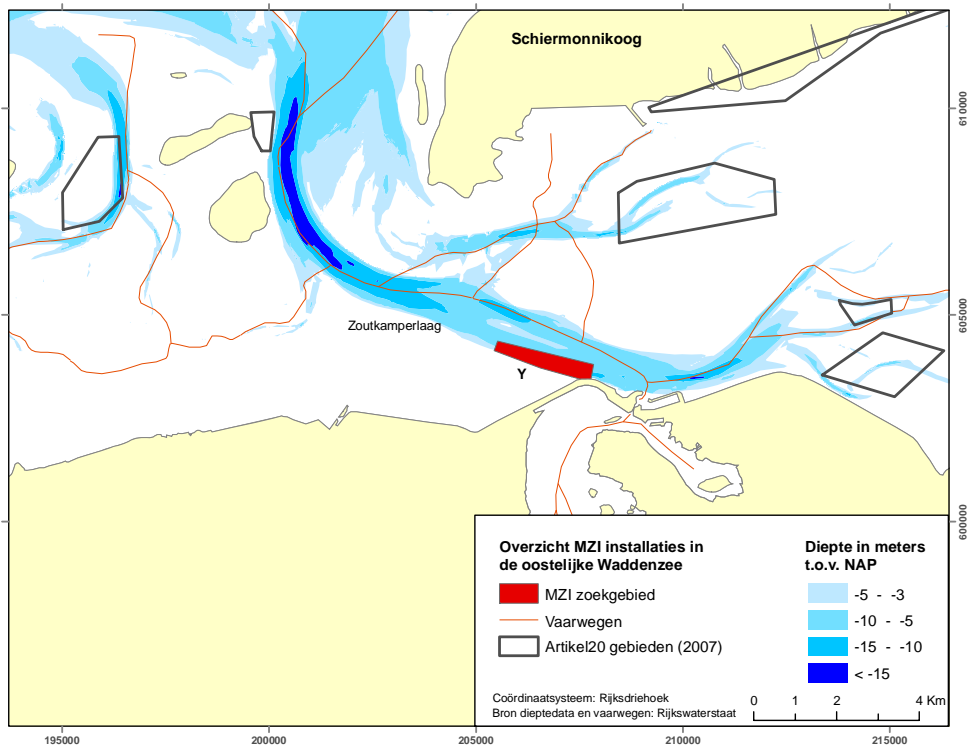 Schiermonnikoog
Zoutkamperlaag
Y
610000
605000
600000
Overzicht MZI installaties in
de oostelijke Waddenzee
MZI zoekgebied
Vaarwegen
Artikel20 gebieden (2007)
Diepte in meters
t.o.v. NAP
-5 - -3
-10 - -5
-15 - -10
< -15
Coördinaatsysteem: Rijksdriehoek
Bron dieptedata en vaarwegen: Rijkswaterstaat
0 1 2 4 Km
195000 200000 205000 210000 215000